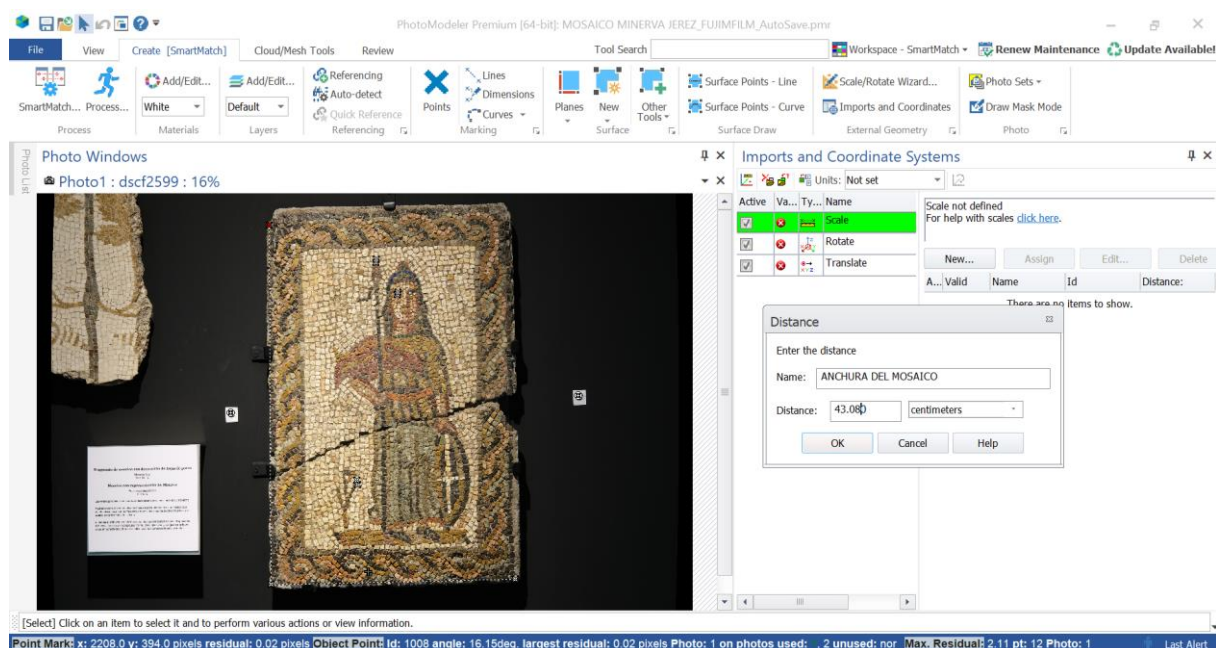 PhotoModeler Premium [64-bit]: MOSAICO MINERVA JEREZ_FUJIMFILM_AutoSave.pmr
File View Create [SmartMatch] Cloud/Mesh Tools Review Tool Search Workspace - SmartMatch Renew Maintenance Update Available!
SmartMatch... Process...
Process
Add/Edit...
White
Materials
Add/Edit...
Default
Layers
Referencing
Auto-detect
Quick Reference
Referencing
Points
Lines
Dimensions
Curves
Marking
Planes
New
Other Tools
Surface
Surface Points - Line
Surface Points - Curve
Surface Draw
Scale/Rotate Wizard...
Imports and Coordinates
External Geometry
Photo Sets
Draw Mask Mode
Photo
Photo List
Photo Windows
Photo1 : dscf2599 : 16%
Imports and Coordinate Systems
Units: Not set
Active Va... Ty... Name
Scale
Rotate
Translate
Scale not defined
For help with scales click here.
New... Assign Edit... Delete
A... Valid Name Id Distance:
There are no items to show.
Distance
Enter the distance
Name: ANCHURA DEL MOSAICO
Distance: 43.080 centimeters
OK Cancel Help
[Select] Click on an item to select it and to perform various actions or view information.
Point Mark: x: 2208.0 y: 394.0 pixels residual: 0.02 pixels Object Point: Id: 1008 angle: 16.15deg, largest residual: 0.02 pixels Photo: 1 on photos used: , 2 unused: nor Max. Residual: 2.11 pt: 12 Photo: 1 Last Alert